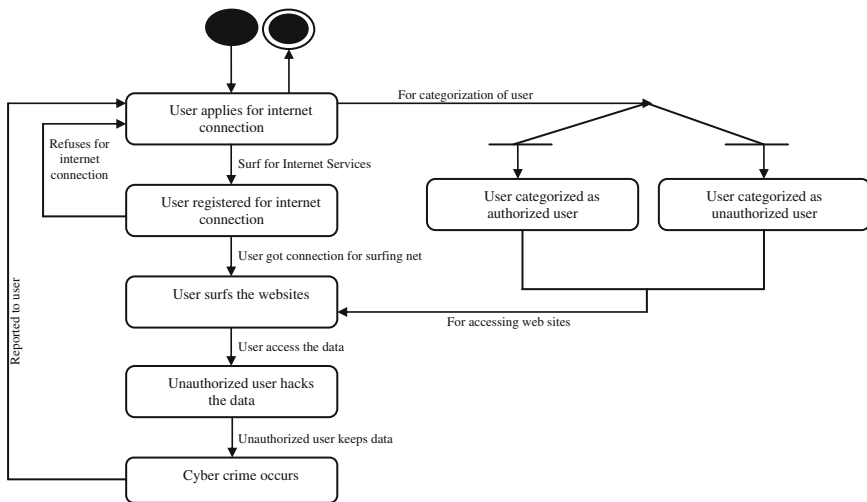 User applies for internet
connection
For categorization of user
Refuses for
internet
connection
Surf for Internet Services
User registered for internet
connection
User categorized as
authorized user
User categorized as
unauthorized user
User got connection for surfing net
User surfs the websites
For accessing web sites
Reported to user
User access the data
Unauthorized user hacks
the data
Unauthorized user keeps data
Cyber crime occurs